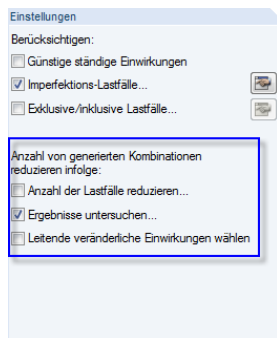 Einstellungen
Berücksichtigen:
Günstige ständige Einwirkungen
Imperfektions-Lastfälle...
Exklusive/inklusive Lastfälle...
Anzahl von generierten Kombinationen
reduzieren infolge:
Anzahl der Lastfälle reduzieren...
Ergebnisse untersuchen...
Leitende veränderliche Einwirkungen wählen